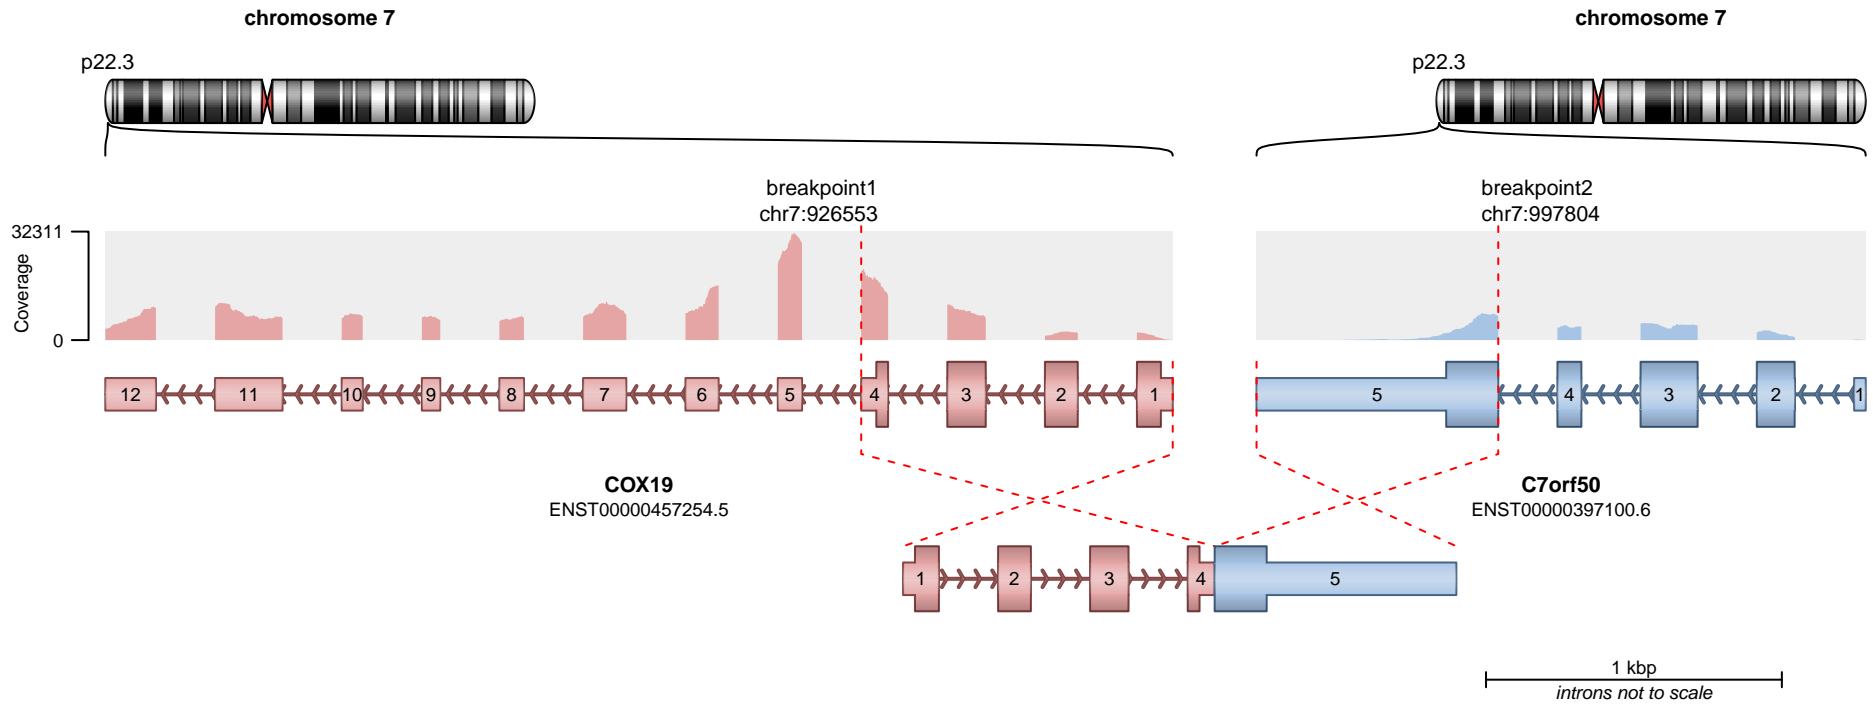 chromosome 7
chromosome 7
p22.3
p22.3
breakpoint1
chr7:926553
breakpoint2
chr7:997804
32311
Coverage
0
12 11 10 9 8 7 6 5 4 3 2 1
5 4 3 2 1
COX19
ENST00000457254.5
C7orf50
ENST00000397100.6
1 2 3 4 5
1 kbp
introns not to scale